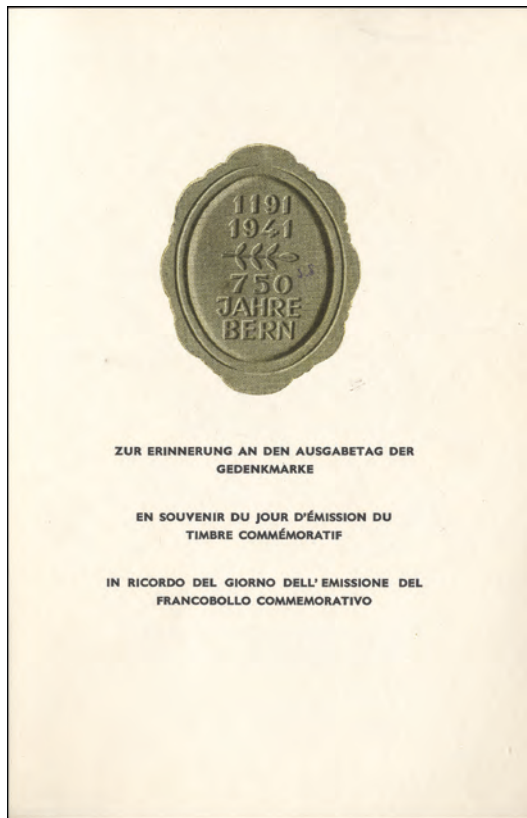 1191
1941
750
JAHRE
BERN
ZUR ERINNERUNG AN DEN AUSGABETAG DER
GEDENKMARKE
EN SOUVENIR DU JOUR D'ÉMISSION DU
TIMBRE COMMÉMORATIF
IN RICORDO DEL GIORNO DELL' EMISSIONE DEL
FRANCOBOLLO COMMEMORATIVO